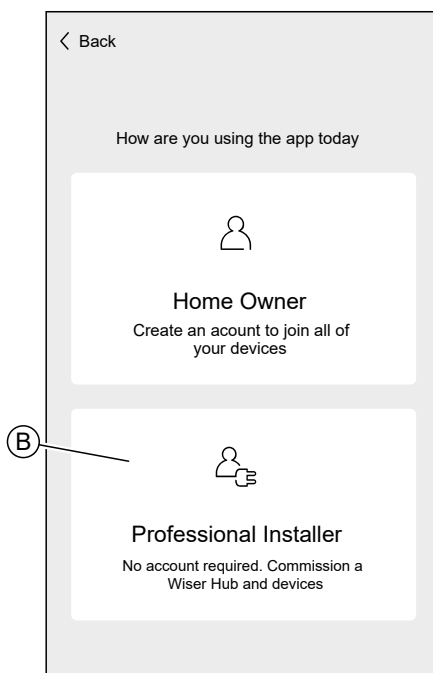 Back
How are you using the app today
Home Owner
Create an acount to join all of
your devices
B
Professional Installer
No account required. Commission a
Wiser Hub and devices